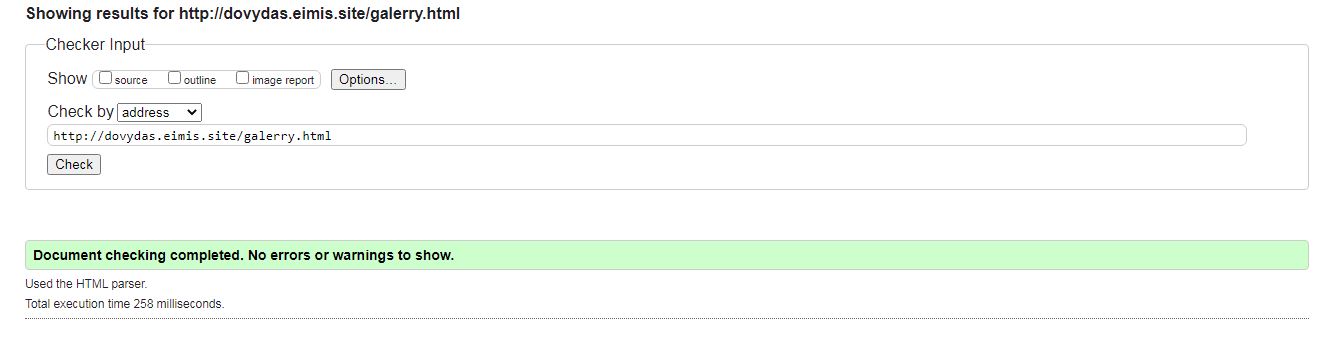 Showing results for http://dovydas.eimis.site/galerry.html
Checker Input
Show source outline image report Options...
Check by address
http://dovydas.eimis.site/galerry.html
Check
Document checking completed. No errors or warnings to show.
Used the HTML parser.
Total execution time 258 milliseconds.